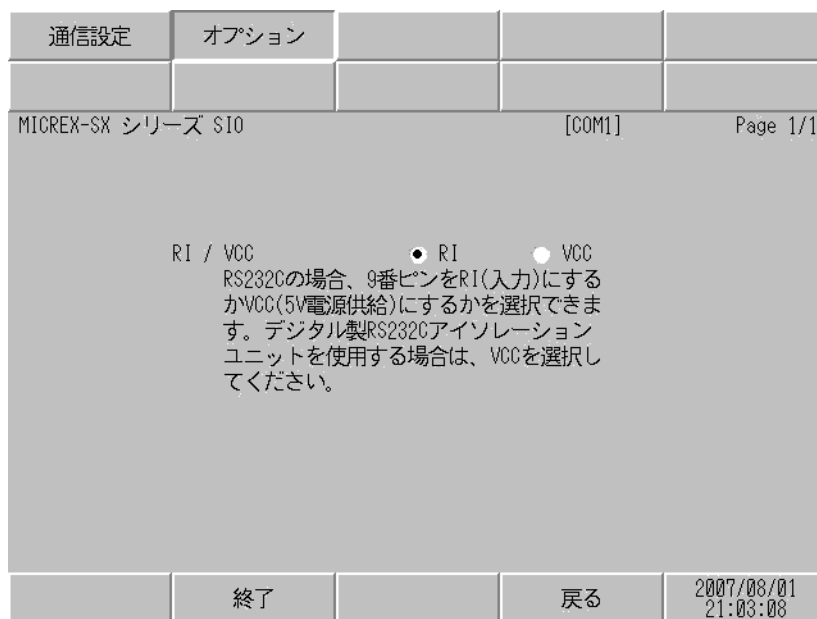 通信設定 オプション
MICREX-SX シリーズ SIO [COM1] Page 1/1
RI / VCC RI VCC
RS232Cの場合、9番ピンをRI(入力)にする
かVCC(5V電源供給)にするかを選択できま
す。デジタル製RS232Cアイソレーション
ユニットを使用する場合は、VCCを選択し
てください。
終了 戻る 2007/08/01
21:03:08